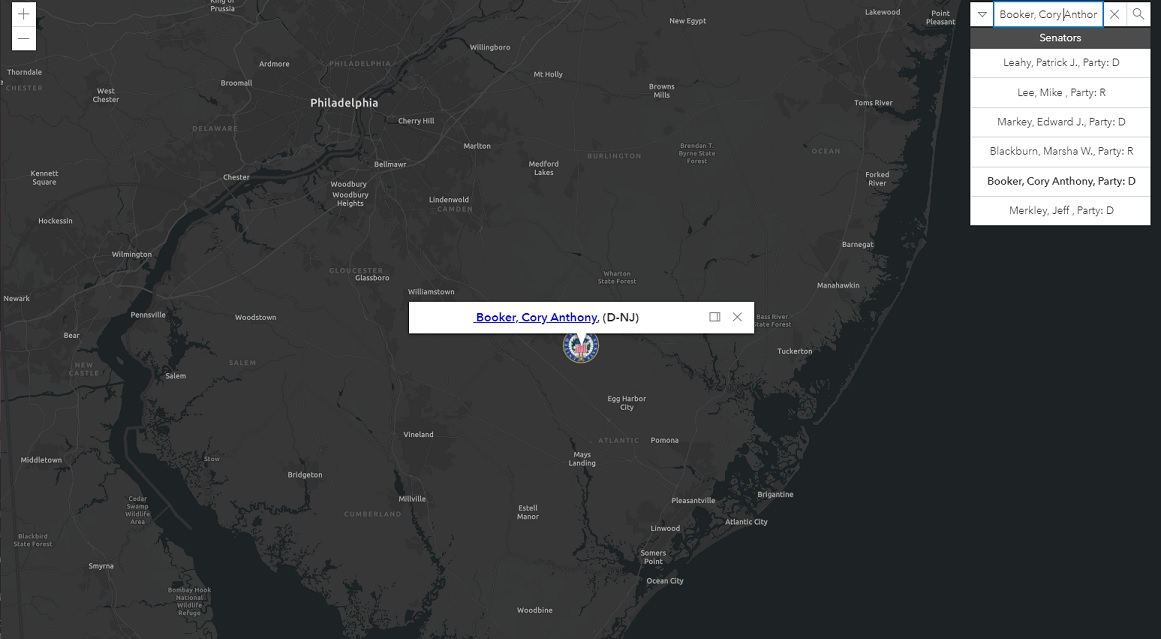 King of
Prussia
New Egypt
Lakewood
Point
Pleasant
Booker, Cory Anthor
Senators
Leahy, Patrick J., Party: D
Lee, Mike , Party: R
Markey, Edward J., Party: D
Blackburn, Marsha W., Party: R
Booker, Cory Anthony, Party: D
Merkley, Jeff , Party: D
Willingboro
Ardmore
PHILADELPHIA
Thorndale
CHESTER
Broomall
Mt Holly
West
Chester
Browns
Mills
Philadelphia
Toms River
Cherry Hill
DELAWARE
Marlton
Brendan T.
Byrne State
Forest
OCEAN
BURLINGTON
Bellmawr
Medford
Lakes
Kennett
Square
Chester
Forked
River
Woodbury
Woodbury
Heights
Lindenwold
CAMDEN
Hockessin
Barnegat
Wilmington
GLOUCESTER
Glassboro
Wharton
State Forest
Manahawkin
Williamstown
Newark
Pennsville
Woodstown
Booker, Cory Anthony, (D-NJ)
Bass River
State Forest
Bear
Tuckerton
SALEM
NEW
CASTLE
Salem
Egg Harbor
City
Vineland
ATLANTIC
Pomona
Middletown
Stow
Mays
Landing
Bridgeton
Millville
Brigantine
Cedar
Swamp
Wildlife
Area
Pleasantville
CUMBERLAND
Estell
Manor
Atlantic City
Linwood
Blackbird
State Forest
Somers
Point
Smyrna
Ocean City
Bombay Hook
National
Wildlife
Refuge
Woodbine